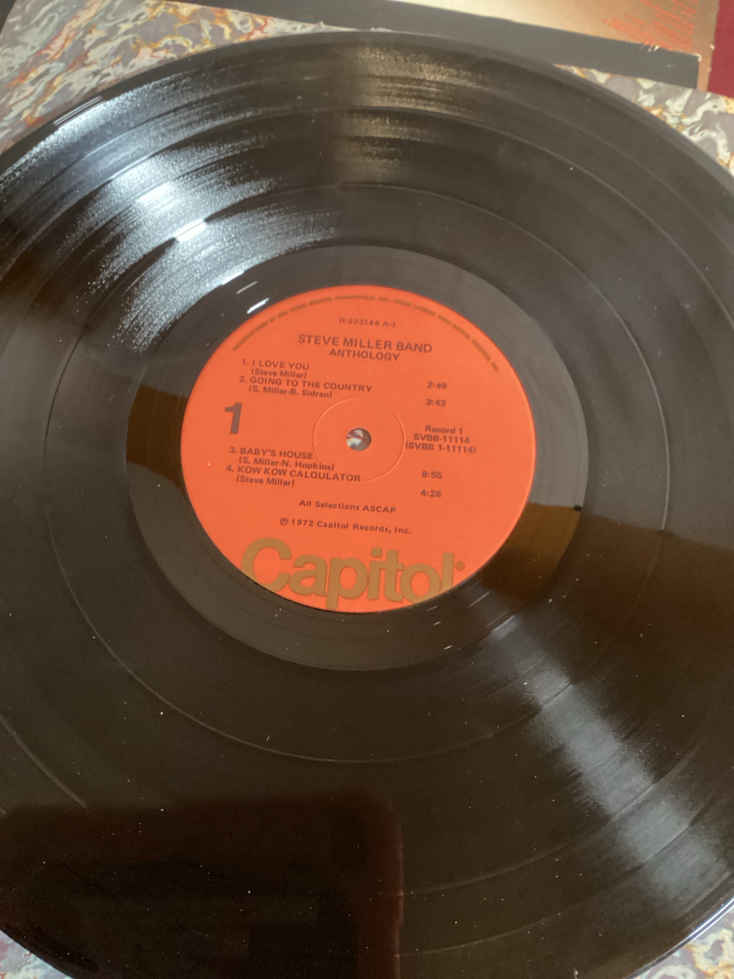 STEVE MILLER BAND
ANTHOLOGY
1. I LOVE YOU
(Steve Miller) 2:49
2. GOING TO THE COUNTRY
(S. Miller-B. Sidran) 3:43
1
Record 1
SVBB-11114
(SVBB 1-11114)
3. BABY'S HOUSE
(S. Miller-N. Hopkins) 8:55
4. KOW KOW CALQULATOR
(Steve Miller) 4:26
All Selections ASCAP
℗ 1972 Capitol Records, Inc.
Capitol